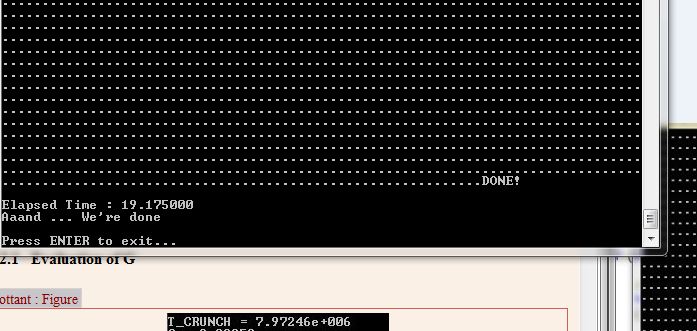 DONE!
Elapsed Time : 19.175000
Aaand ... We're done
Press ENTER to exit...
2.1 Evaluation of G
ottant : Figure
T_CRUNCH = 7.97246e+006